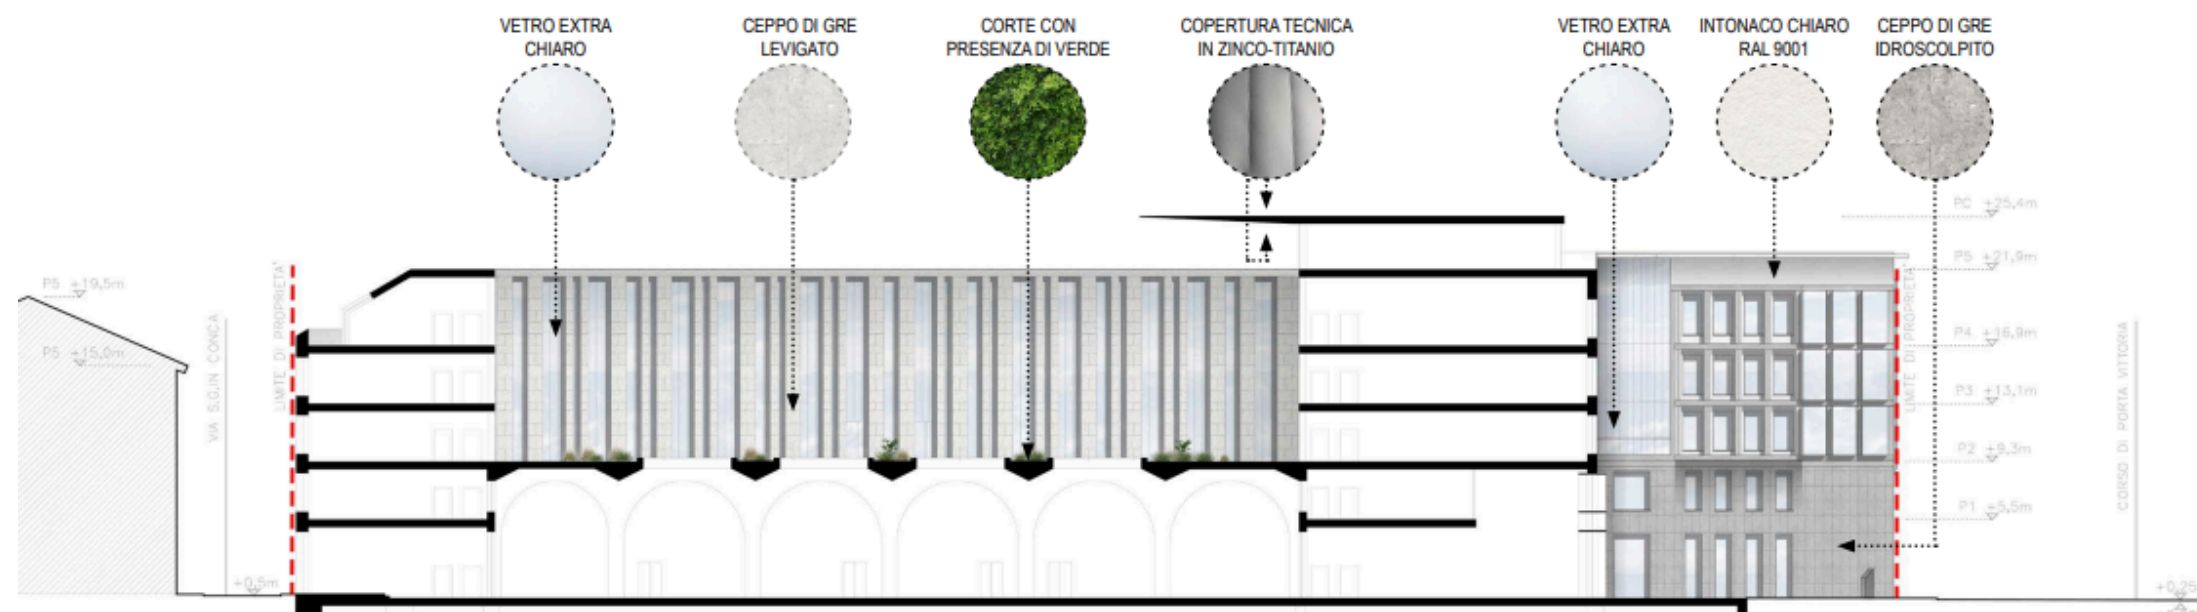 VETRO EXTRA
CHIARO
CEPPO DI GRE
LEVIGATO
CORTE CON
PRESENZA DI VERDE
COPERTURA TECNICA
IN ZINCO-TITANIO
VETRO EXTRA
CHIARO
INTONACO CHIARO
RAL 9001
CEPPO DI GRE
IDROSCOLPITO
P5 +19,5m
P5 +15,0m
VIA S.G.IN CONCA
LIMITE DI PROPRIETA'
+0,5m
PC +25,4m
P5 +21,9m
P4 +16,9m
P3 +13,1m
P2 +9,3m
P1 +5,5m
LIMITE DI PROPRIETA'
CORSO DI PORTA VITTORIA
+0,25